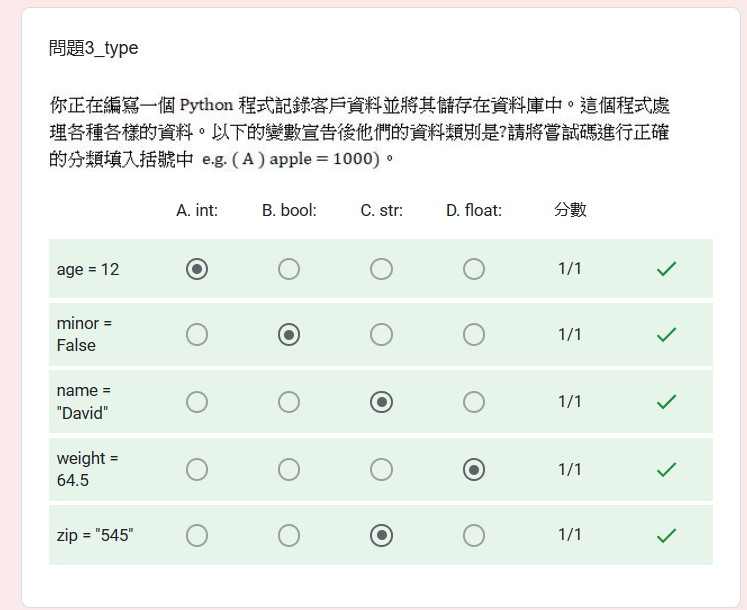 問題3_type
你正在編寫一個 Python 程式記錄客戶資料並將其儲存在資料庫中。這個程式處
理各種各樣的資料。以下的變數宣告後他們的資料類別是?請將嘗試碼進行正確
的分類填入括號中 e.g. ( A ) apple = 1000)。
A. int: B. bool: C. str: D. float: 分數
age = 12 1/1
minor =
False 1/1
name =
"David" 1/1
weight =
64.5 1/1
zip = "545" 1/1